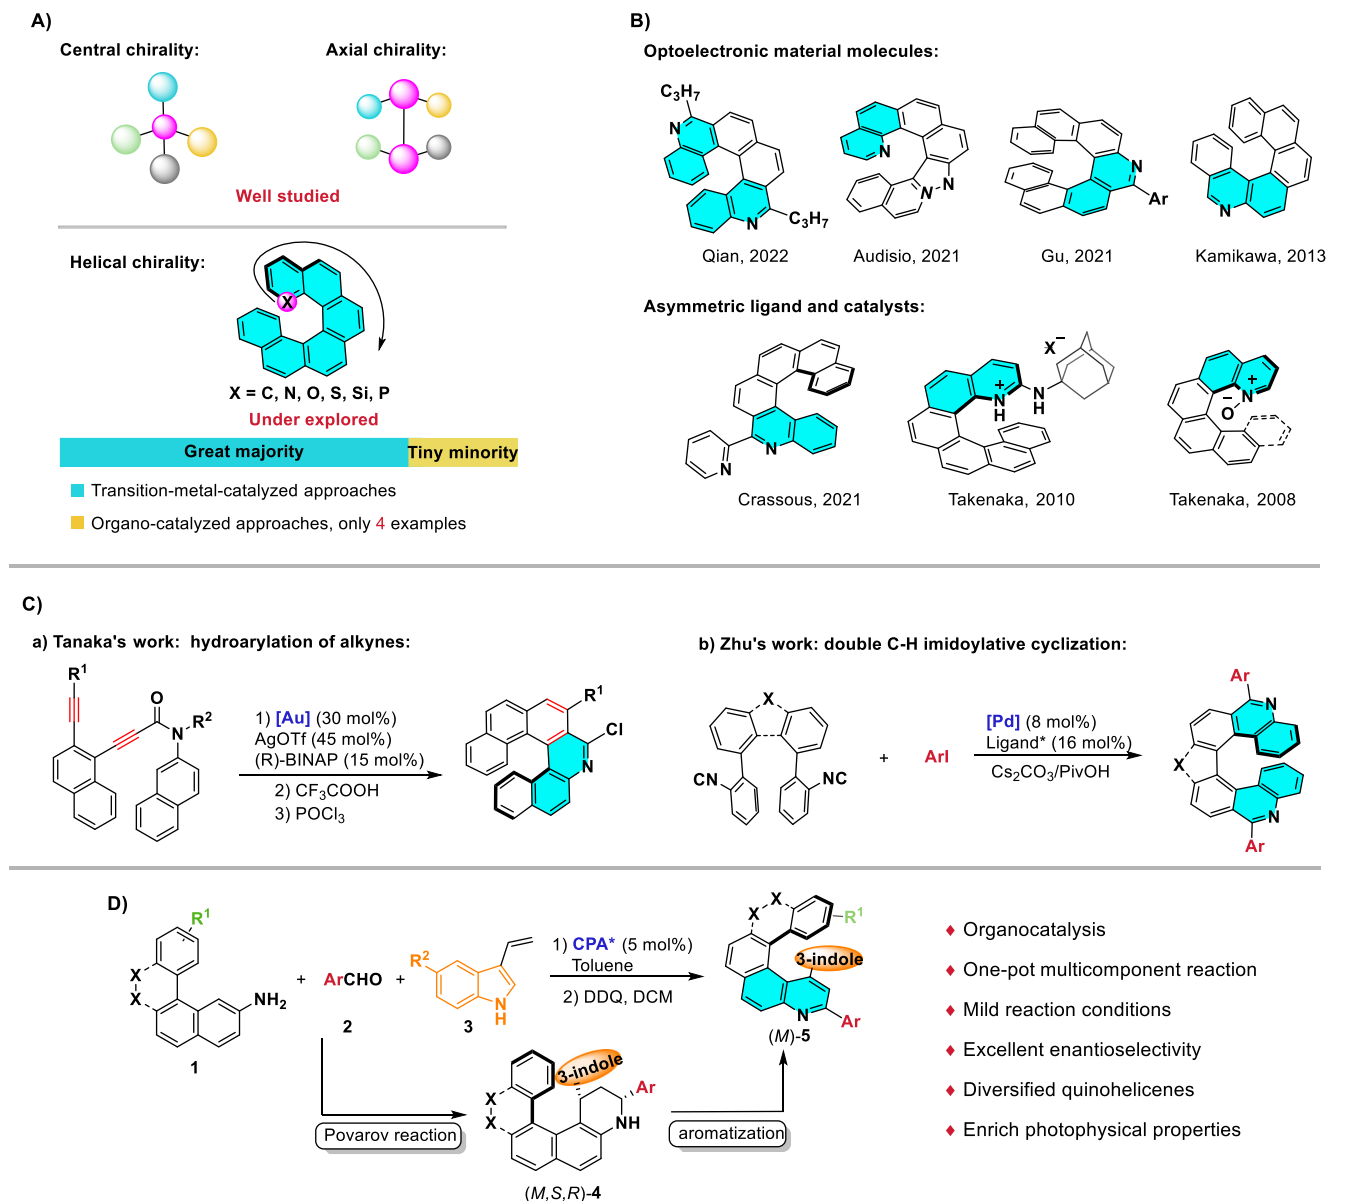 A)
Central chirality:
Axial chirality:
Well studied
Helical chirality:
X
X = C, N, O, S, Si, P
Under explored
Great majority
Tiny minority
Transition-metal-catalyzed approaches
Organo-catalyzed approaches, only 4 examples
B)
Optoelectronic material molecules:
C₃H₇
N
N
C₃H₇
Qian, 2022
N
N
N
Audisio, 2021
N
Ar
Gu, 2021
N
Kamikawa, 2013
Asymmetric ligand and catalysts:
N
N
Crassous, 2021
X⁻
+
N
H
N
H
Takenaka, 2010
+
N
−
O
Takenaka, 2008
C)
a) Tanaka's work: hydroarylation of alkynes:
R¹
O
N
R²
1) [Au] (30 mol%)
AgOTf (45 mol%)
(R)-BINAP (15 mol%)
2) CF₃COOH
3) POCl₃
R¹
Cl
N
b) Zhu's work: double C-H imidoylative cyclization:
X
CN
NC
+
ArI
[Pd] (8 mol%)
Ligand* (16 mol%)
Cs₂CO₃/PivOH
Ar
N
X
N
Ar
D)
R¹
X
X
NH₂
1
+
ArCHO
2
+
R²
N
H
3
1) CPA* (5 mol%)
Toluene
2) DDQ, DCM
X
X
R¹
3-indole
N
Ar
(M)-5
Povarov reaction
3-indole
Ar
X
X
NH
(M,S,R)-4
aromatization
♦ Organocatalysis
♦ One-pot multicomponent reaction
♦ Mild reaction conditions
♦ Excellent enantioselectivity
♦ Diversified quinohelicenes
♦ Enrich photophysical properties